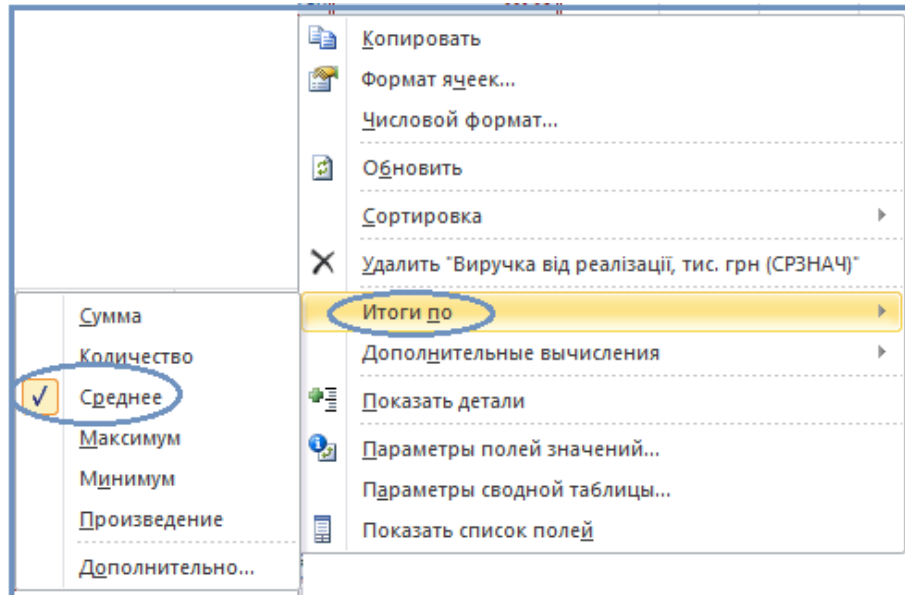 Копировать
Формат ячеек...
Числовой формат...
Обновить
Сортировка
Удалить "Виручка від реалізації, тис. грн (СРЗНАЧ)"
Итоги по
Дополнительные вычисления
Показать детали
Параметры полей значений...
Параметры сводной таблицы...
Показать список полей
Сумма
Количество
Среднее
Максимум
Минимум
Произведение
Дополнительно...